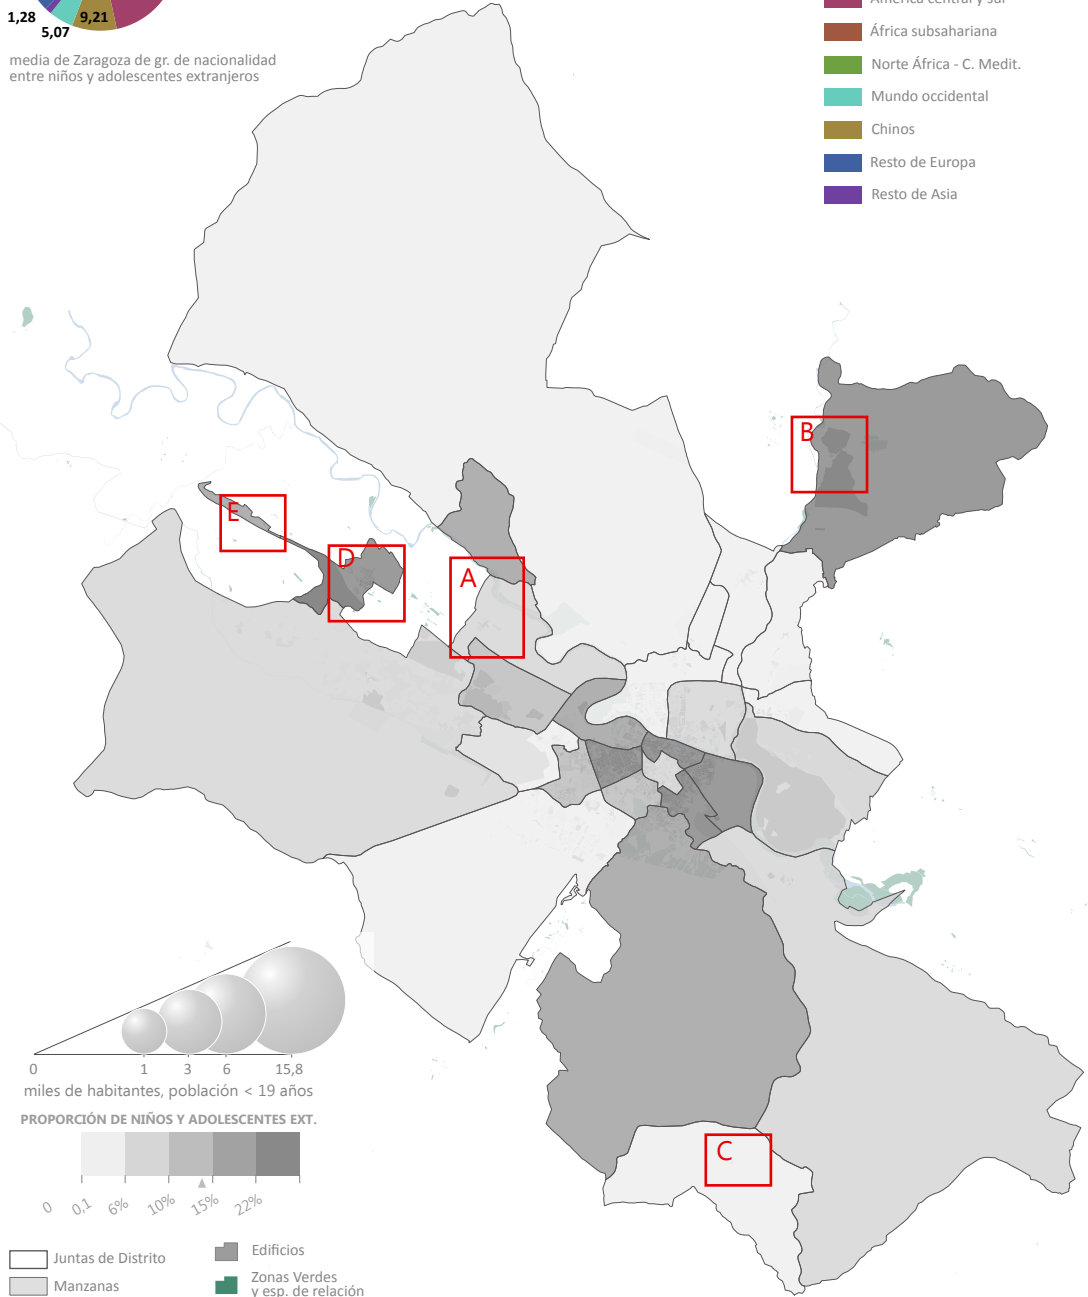 1,28
9,21
5,07
media de Zaragoza de gr. de nacionalidad
entre niños y adolescentes extranjeros
América central y sur
África subsahariana
Norte África - C. Medit.
Mundo occidental
Chinos
Resto de Europa
Resto de Asia
B
E
D
A
C
0
1
3
6
15,8
miles de habitantes, población < 19 años
PROPORCIÓN DE NIÑOS Y ADOLESCENTES EXT.
0
0,1
6%
10%
15%
22%
Juntas de Distrito
Edificios
Manzanas
Zonas Verdes
y esp. de relación